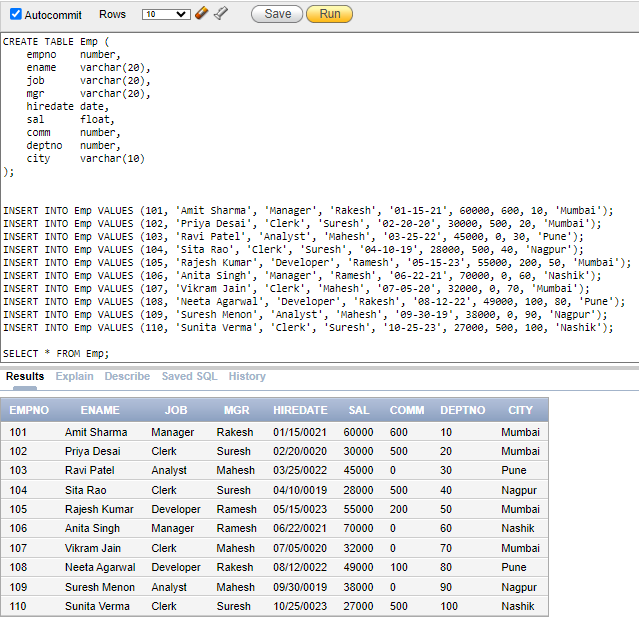 Autocommit Rows 10 Save Run
CREATE TABLE Emp (
    empno    number,
    ename    varchar(20),
    job      varchar(20),
    mgr      varchar(20),
    hiredate date,
    sal      float,
    comm     number,
    deptno   number,
    city     varchar(10)
);
INSERT INTO Emp VALUES (101, 'Amit Sharma', 'Manager', 'Rakesh', '01-15-21', 60000, 600, 10, 'Mumbai');
INSERT INTO Emp VALUES (102, 'Priya Desai', 'Clerk', 'Suresh', '02-20-20', 30000, 500, 20, 'Mumbai');
INSERT INTO Emp VALUES (103, 'Ravi Patel', 'Analyst', 'Mahesh', '03-25-22', 45000, 0, 30, 'Pune');
INSERT INTO Emp VALUES (104, 'Sita Rao', 'Clerk', 'Suresh', '04-10-19', 28000, 500, 40, 'Nagpur');
INSERT INTO Emp VALUES (105, 'Rajesh Kumar', 'Developer', 'Ramesh', '05-15-23', 55000, 200, 50, 'Mumbai');
INSERT INTO Emp VALUES (106, 'Anita Singh', 'Manager', 'Ramesh', '06-22-21', 70000, 0, 60, 'Nashik');
INSERT INTO Emp VALUES (107, 'Vikram Jain', 'Clerk', 'Mahesh', '07-05-20', 32000, 0, 70, 'Mumbai');
INSERT INTO Emp VALUES (108, 'Neeta Agarwal', 'Developer', 'Rakesh', '08-12-22', 49000, 100, 80, 'Pune');
INSERT INTO Emp VALUES (109, 'Suresh Menon', 'Analyst', 'Mahesh', '09-30-19', 38000, 0, 90, 'Nagpur');
INSERT INTO Emp VALUES (110, 'Sunita Verma', 'Clerk', 'Suresh', '10-25-23', 27000, 500, 100, 'Nashik');
SELECT * FROM Emp;
Results Explain Describe Saved SQL History
EMPNO ENAME JOB MGR HIREDATE SAL COMM DEPTNO CITY
101 Amit Sharma Manager Rakesh 01/15/0021 60000 600 10 Mumbai
102 Priya Desai Clerk Suresh 02/20/0020 30000 500 20 Mumbai
103 Ravi Patel Analyst Mahesh 03/25/0022 45000 0 30 Pune
104 Sita Rao Clerk Suresh 04/10/0019 28000 500 40 Nagpur
105 Rajesh Kumar Developer Ramesh 05/15/0023 55000 200 50 Mumbai
106 Anita Singh Manager Ramesh 06/22/0021 70000 0 60 Nashik
107 Vikram Jain Clerk Mahesh 07/05/0020 32000 0 70 Mumbai
108 Neeta Agarwal Developer Rakesh 08/12/0022 49000 100 80 Pune
109 Suresh Menon Analyst Mahesh 09/30/0019 38000 0 90 Nagpur
110 Sunita Verma Clerk Suresh 10/25/0023 27000 500 100 Nashik